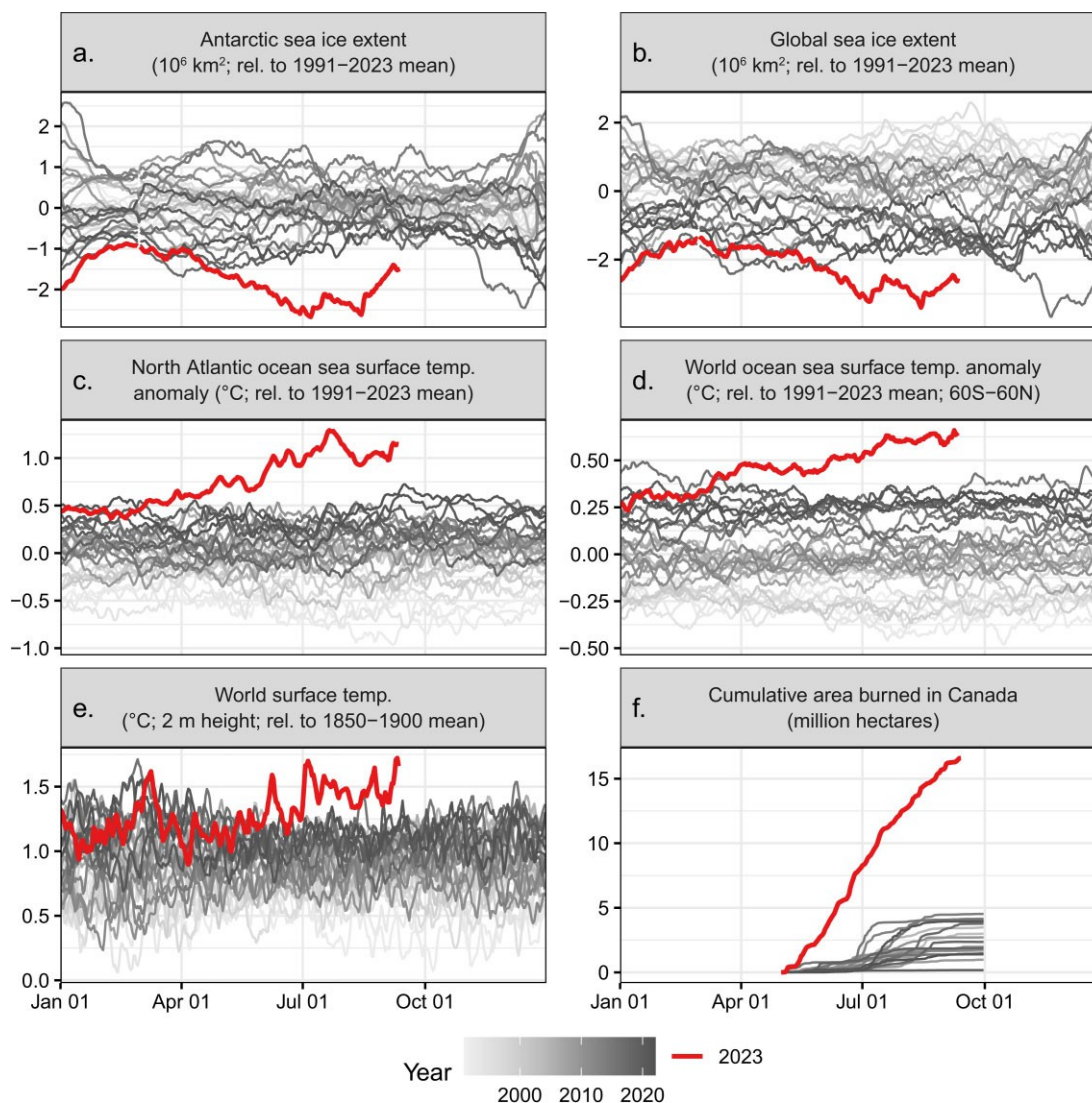 a.
Antarctic sea ice extent
(10⁶ km²; rel. to 1991−2023 mean)
b.
Global sea ice extent
(10⁶ km²; rel. to 1991−2023 mean)
2
1
0
−1
−2
2
0
−2
c.
North Atlantic ocean sea surface temp.
anomaly (°C; rel. to 1991−2023 mean)
d.
World ocean sea surface temp. anomaly
(°C; rel. to 1991−2023 mean; 60S−60N)
1.0
0.5
0.0
−0.5
−1.0
0.50
0.25
0.00
−0.25
−0.50
e.
World surface temp.
(°C; 2 m height; rel. to 1850−1900 mean)
f.
Cumulative area burned in Canada
(million hectares)
1.5
1.0
0.5
0.0
Jan 01 Apr 01 Jul 01 Oct 01
15
10
5
0
Jan 01 Apr 01 Jul 01 Oct 01
Year
2000 2010 2020
2023